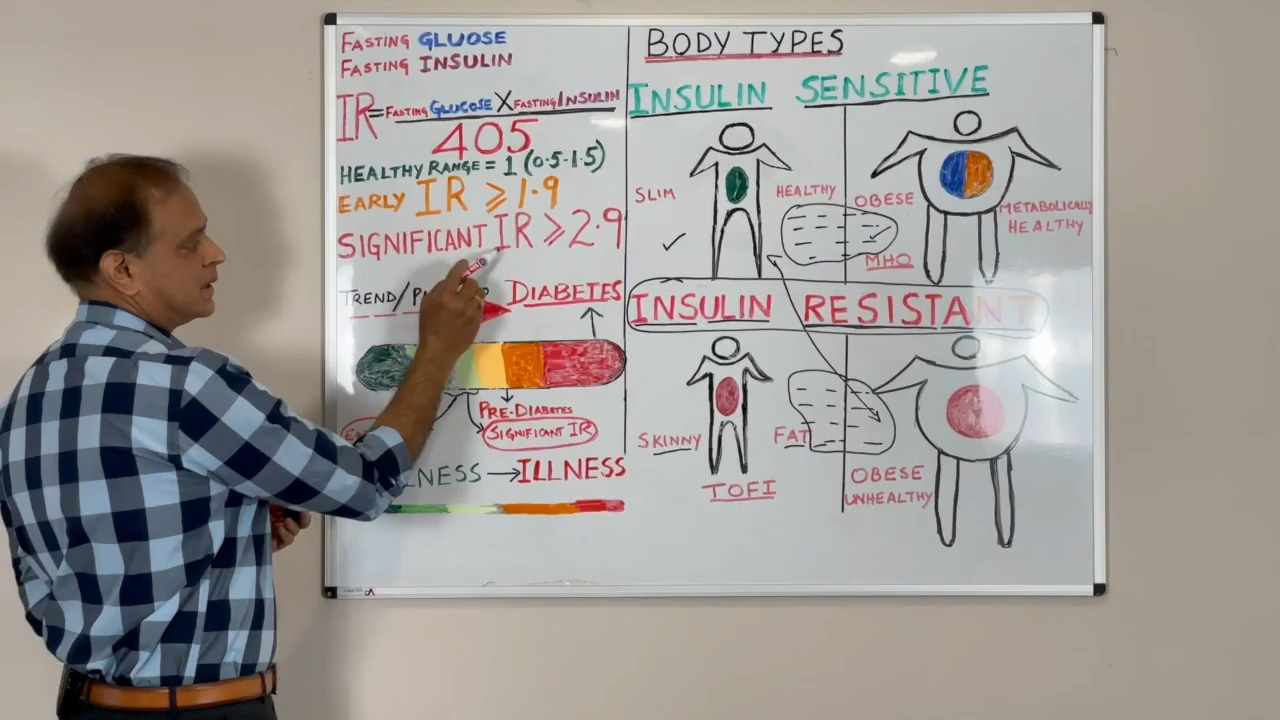 FASTING GLUOSE
FASTING INSULIN
IR = FASTING GLUCOSE X FASTING INSULIN
405
HEALTHY RANGE = 1 (0.5-1.5)
EARLY IR ⩾ 1.9
SIGNIFICANT IR ⩾ 2.9
TREND/
DIABETES
PRE-DIABETES
SIGNIFICANT IR
LNESS → ILLNESS
BODY TYPES
INSULIN SENSITIVE
SLIM
HEALTHY
OBESE
METABOLICALLY
HEALTHY
MHO
INSULIN RESISTANT
SKINNY
FAT
TOFI
OBESE
UNHEALTHY